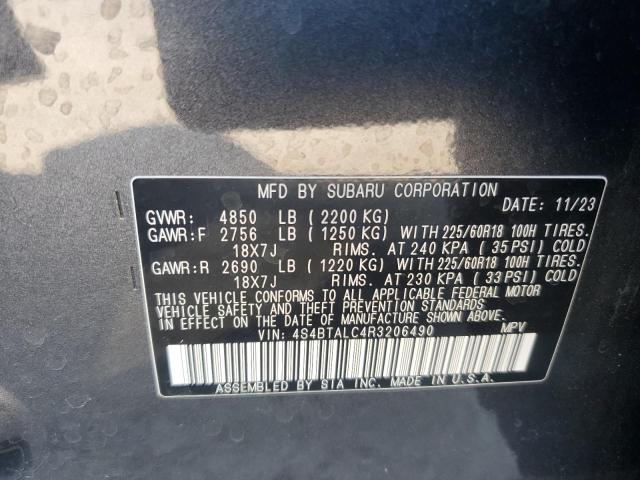 MFD BY SUBARU CORPORATION DATE: 11/23
GVWR: 4850 LB (2200 KG)
GAWR:F 2756 LB (1250 KG) WITH 225/60R18 100H TIRES.
18X7J RIMS. AT 240 KPA (35 PSI) COLD
GAWR:R 2690 LB (1220 KG) WITH 225/60R18 100H TIRES.
18X7J RIMS. AT 230 KPA (33 PSI) COLD
THIS VEHICLE CONFORMS TO ALL APPLICABLE FEDERAL MOTOR
VEHICLE SAFETY AND THEFT PREVENTION STANDARDS
IN EFFECT ON THE DATE OF MANUFACTURE SHOWN ABOVE.
VIN: 4S4BTALC4R3206490 MPV
ASSEMBLED BY SIA INC. MADE IN U.S.A.